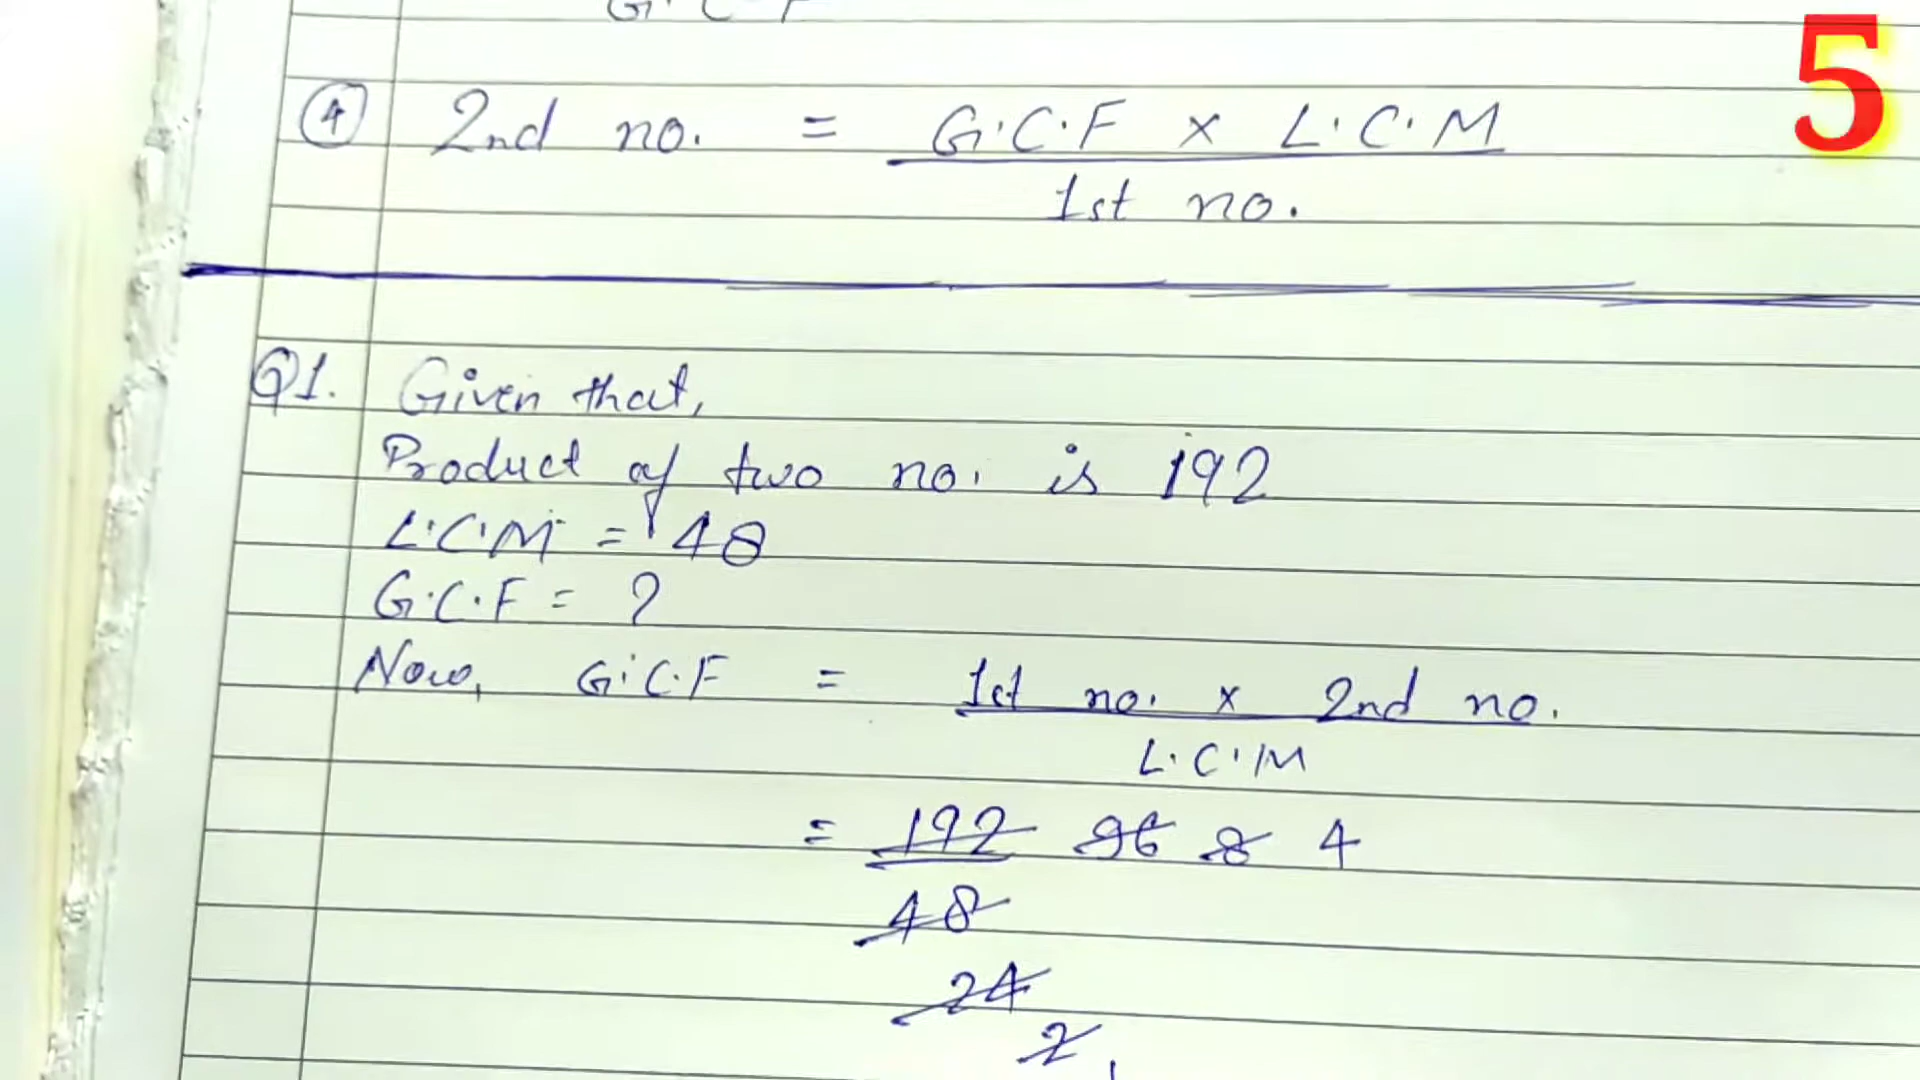 G.C.F
5
④ 2nd no. = G.C.F x L.C.M
1st no.
Q1. Given that,
Product of two no. is 192
L.C.M = 48
G.C.F = ?
Now, G.C.F = 1st no. x 2nd no.
L.C.M
= 192 96 8 4
48
24
2